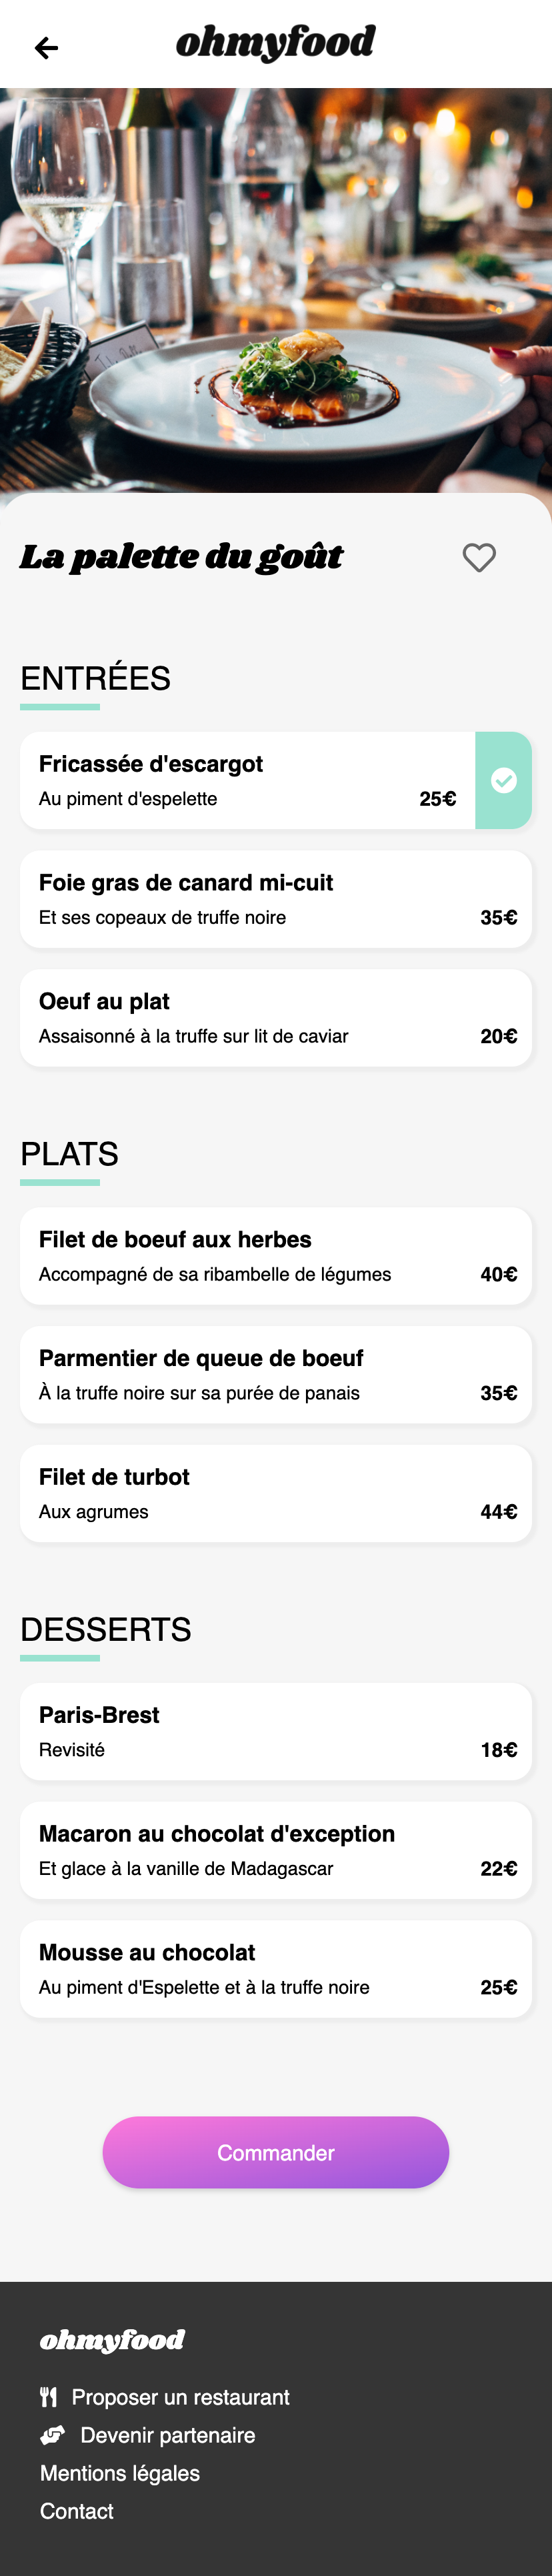 ohmyfood
La palette du goût
ENTRÉES
Fricassée d'escargot
Au piment d'espelette 25€
Foie gras de canard mi-cuit
Et ses copeaux de truffe noire 35€
Oeuf au plat
Assaisonné à la truffe sur lit de caviar 20€
PLATS
Filet de boeuf aux herbes
Accompagné de sa ribambelle de légumes 40€
Parmentier de queue de boeuf
À la truffe noire sur sa purée de panais 35€
Filet de turbot
Aux agrumes 44€
DESSERTS
Paris-Brest
Revisité 18€
Macaron au chocolat d'exception
Et glace à la vanille de Madagascar 22€
Mousse au chocolat
Au piment d'Espelette et à la truffe noire 25€
Commander
ohmyfood
Proposer un restaurant
Devenir partenaire
Mentions légales
Contact